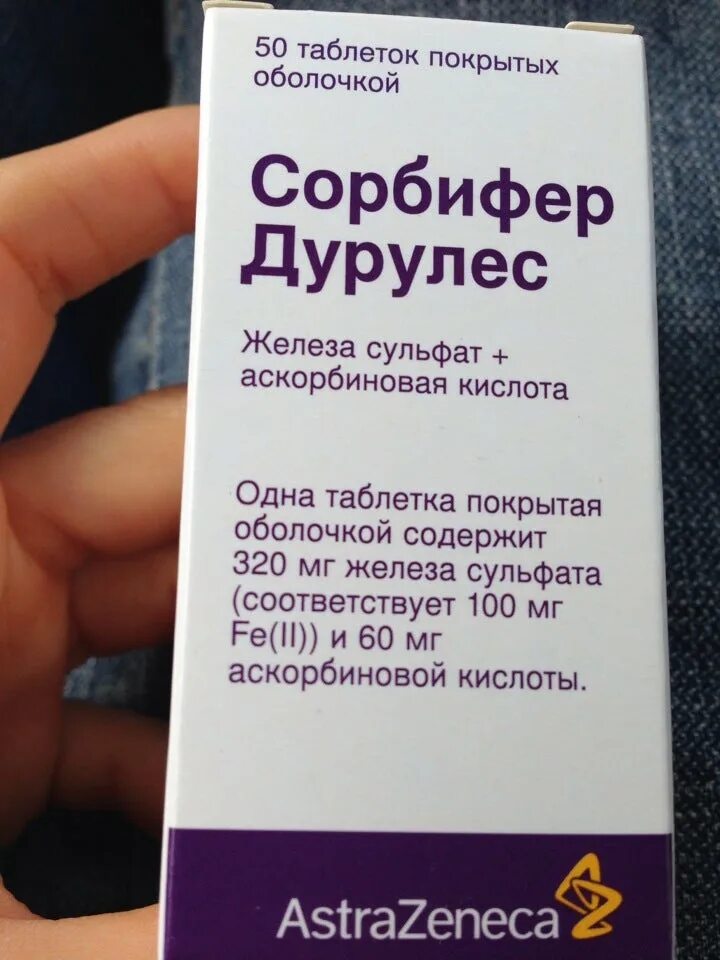 50 таблеток покрытых
оболочкой
Сорбифер
Дурулес
Железа сульфат +
аскорбиновая кислота
Одна таблетка покрытая
оболочкой содержит
320 мг железа сульфата
(соответствует 100 мг
Fe(II)) и 60 мг
аскорбиновой кислоты.
AstraZeneca